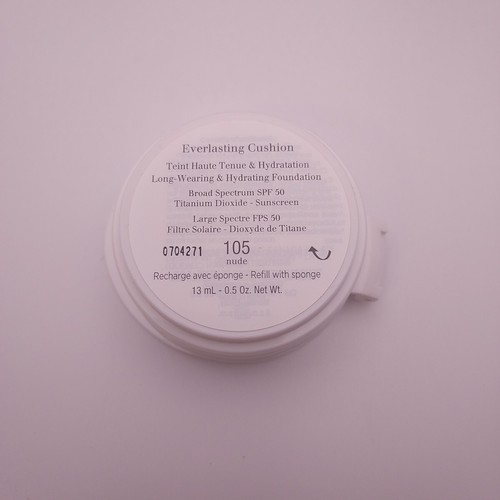 Everlasting Cushion
Teint Haute Tenue & Hydratation
Long-Wearing & Hydrating Foundation
Broad Spectrum SPF 50
Titanium Dioxide - Sunscreen
Large Spectre FPS 50
Filtre Solaire - Dioxyde de Titane
0704271 105
nude
Recharge avec éponge - Refill with sponge
13 mL - 0.5 Oz. Net Wt.